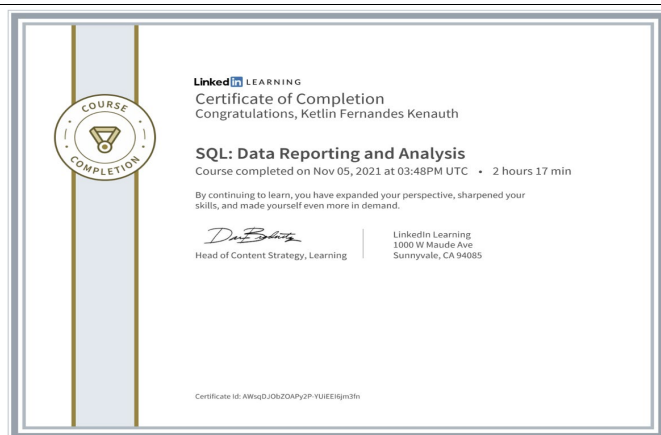 COURSE
COMPLETION
Linked in LEARNING
Certificate of Completion
Congratulations, Ketlin Fernandes Kenauth
SQL: Data Reporting and Analysis
Course completed on Nov 05, 2021 at 03:48PM UTC • 2 hours 17 min
By continuing to learn, you have expanded your perspective, sharpened your
skills, and made yourself even more in demand.
Head of Content Strategy, Learning
LinkedIn Learning
1000 W Maude Ave
Sunnyvale, CA 94085
Certificate Id: AWsqDJObZOAPy2P-YUiEEI6jm3fn